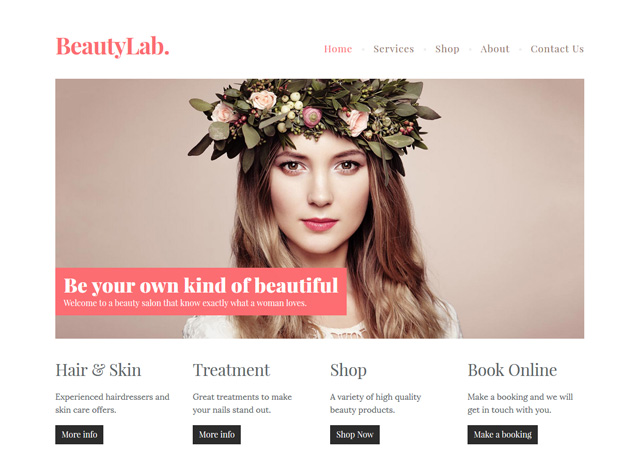 BeautyLab.
Home
Services
Shop
About
Contact Us
Be your own kind of beautiful
Welcome to a beauty salon that know exactly what a woman loves.
Hair & Skin
Experienced hairdressers and
skin care offers.
More info
Treatment
Great treatments to make
your nails stand out.
More info
Shop
A variety of high quality
beauty products.
Shop Now
Book Online
Make a booking and we will
get in touch with you.
Make a booking